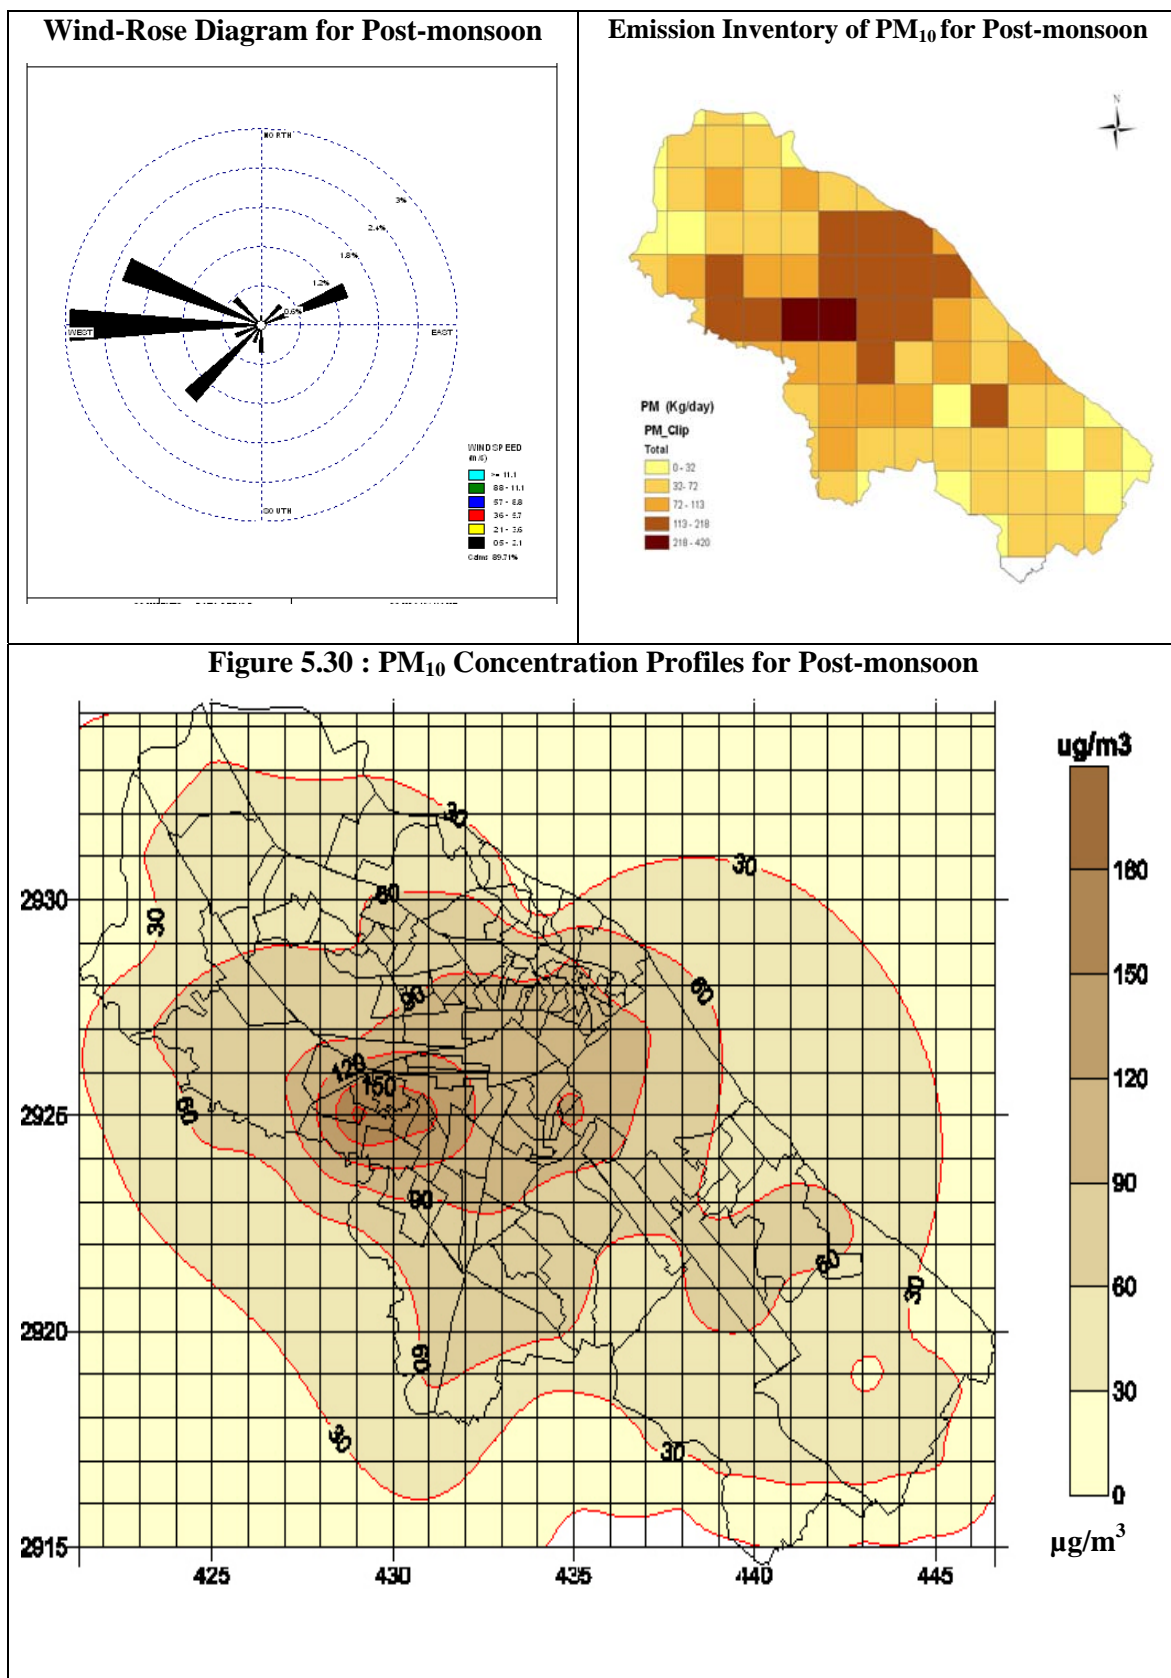 Wind-Rose Diagram for Post-monsoon
NORTH
3%
2.4%
1.8%
1.2%
0.6%
WEST
EAST
SOUTH
WIND SPEED
(m/s)
>= 11.1
8.8 - 11.1
5.7 - 8.8
3.6 - 5.7
2.1 - 3.6
0.5 - 2.1
Calms: 89.71%
Emission Inventory of PM₁₀ for Post-monsoon
N
PM (Kg/day)
PM_Clip
Total
0 - 32
32 - 72
72 - 113
113 - 218
218 - 420
Figure 5.30 : PM₁₀ Concentration Profiles for Post-monsoon
ug/m3
180
150
120
90
60
30
0
µg/m³
2930
2925
2920
2915
425
430
435
440
445
30
30
30
60
90
60
120
150
60
90
60
60
30
30
30